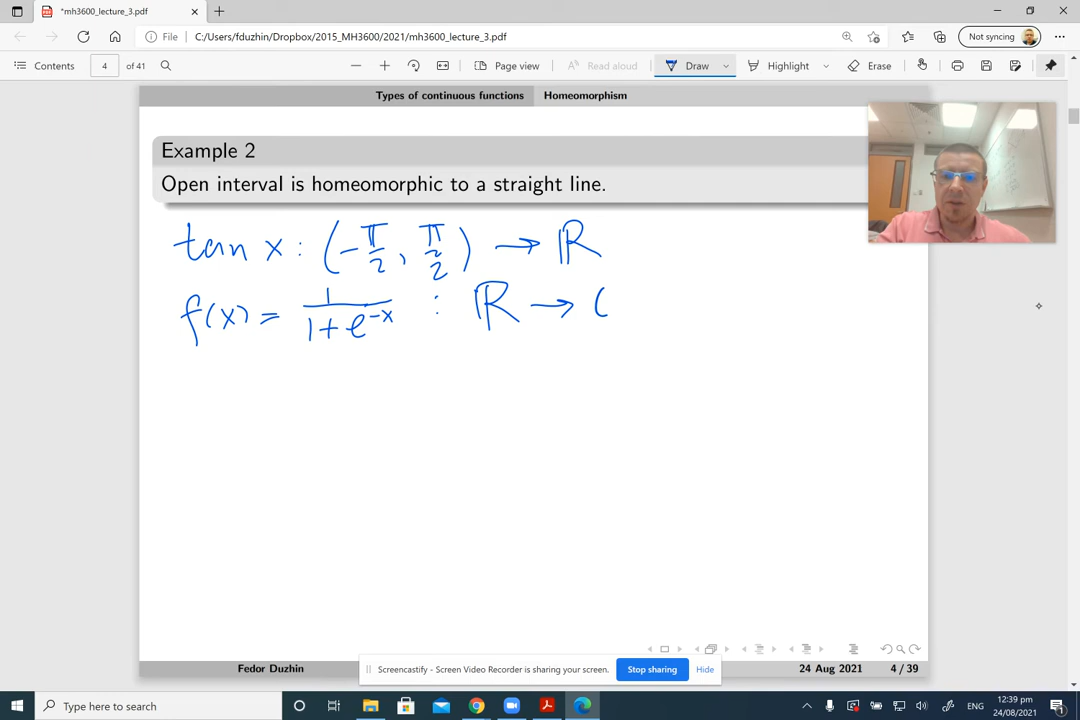 *mh3600_lecture_3.pdf
File C:/Users/fduzhin/Dropbox/2015_MH3600/2021/mh3600_lecture_3.pdf Not syncing
Contents 4 of 41 Page view Read aloud Draw Highlight Erase
Types of continuous functions Homeomorphism
Example 2
Open interval is homeomorphic to a straight line.
tan x : (-π/2, π/2) → ℝ
f(x) = 1/(1+e^{-x}) : ℝ → (
Fedor Duzhin 24 Aug 2021 4 / 39
Screencastify - Screen Video Recorder is sharing your screen. Stop sharing Hide
Type here to search ENG 12:39 pm
24/08/2021